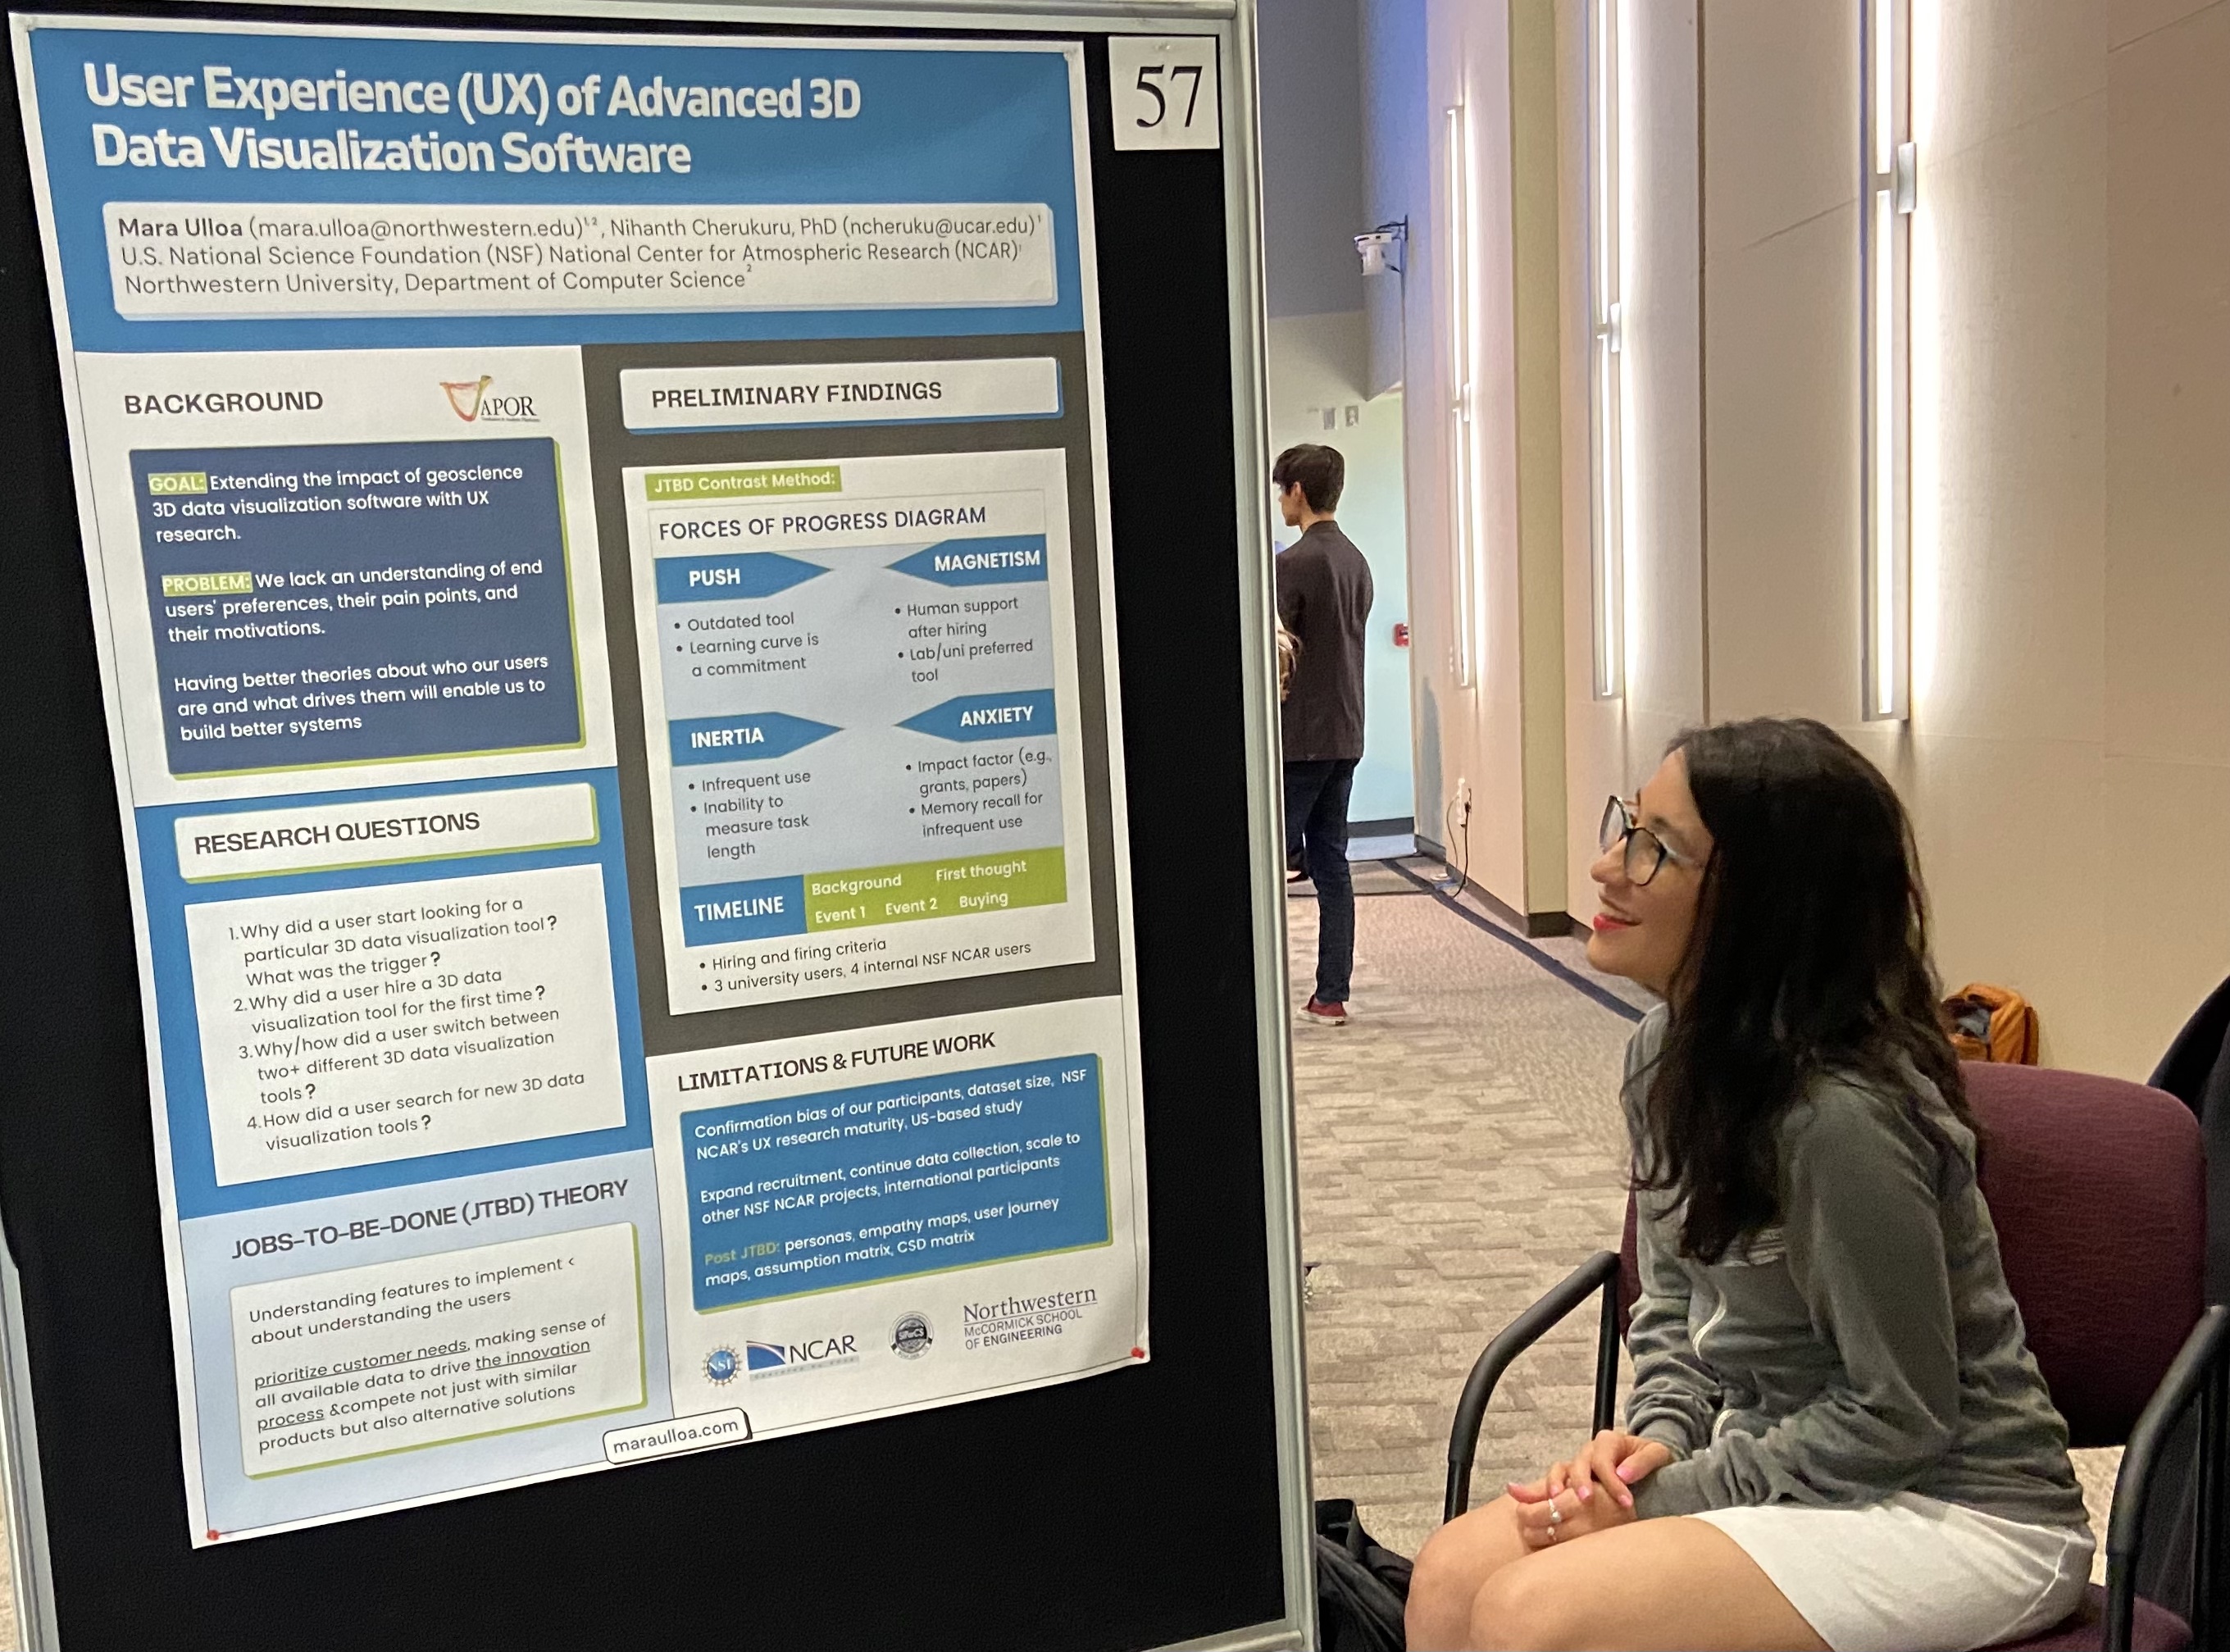 User Experience (UX) of Advanced 3D
Data Visualization Software
57
Mara Ulloa (mara.ulloa@northwestern.edu)¹,², Nihanth Cherukuru, PhD (ncheruku@ucar.edu)¹
U.S. National Science Foundation (NSF) National Center for Atmospheric Research (NCAR)¹
Northwestern University, Department of Computer Science²
BACKGROUND
VAPOR
GOAL: Extending the impact of geoscience
3D data visualization software with UX
research.
PROBLEM: We lack an understanding of end
users' preferences, their pain points, and
their motivations.
Having better theories about who our users
are and what drives them will enable us to
build better systems
RESEARCH QUESTIONS
1.Why did a user start looking for a
particular 3D data visualization tool?
What was the trigger?
2.Why did a user hire a 3D data
visualization tool for the first time?
3.Why/how did a user switch between
two+ different 3D data visualization
tools?
4.How did a user search for new 3D data
visualization tools?
JOBS-TO-BE-DONE (JTBD) THEORY
Understanding features to implement <
about understanding the users
prioritize customer needs, making sense of
all available data to drive the innovation
process &compete not just with similar
products but also alternative solutions
PRELIMINARY FINDINGS
JTBD Contrast Method:
FORCES OF PROGRESS DIAGRAM
PUSH
• Outdated tool
• Learning curve is
a commitment
MAGNETISM
• Human support
after hiring
• Lab/uni preferred
tool
INERTIA
• Infrequent use
• Inability to
measure task
length
ANXIETY
• Impact factor (e.g.,
grants, papers)
• Memory recall for
infrequent use
TIMELINE
Background First thought
Event 1 Event 2 Buying
• Hiring and firing criteria
• 3 university users, 4 internal NSF NCAR users
LIMITATIONS & FUTURE WORK
Confirmation bias of our participants, dataset size, NSF
NCAR's UX research maturity, US-based study
Expand recruitment, continue data collection, scale to
other NSF NCAR projects, international participants
Post JTBD: personas, empathy maps, user journey
maps, assumption matrix, CSD matrix
NSF
NCAR
SIParCS
Northwestern
McCORMICK SCHOOL
OF ENGINEERING
maraulloa.com